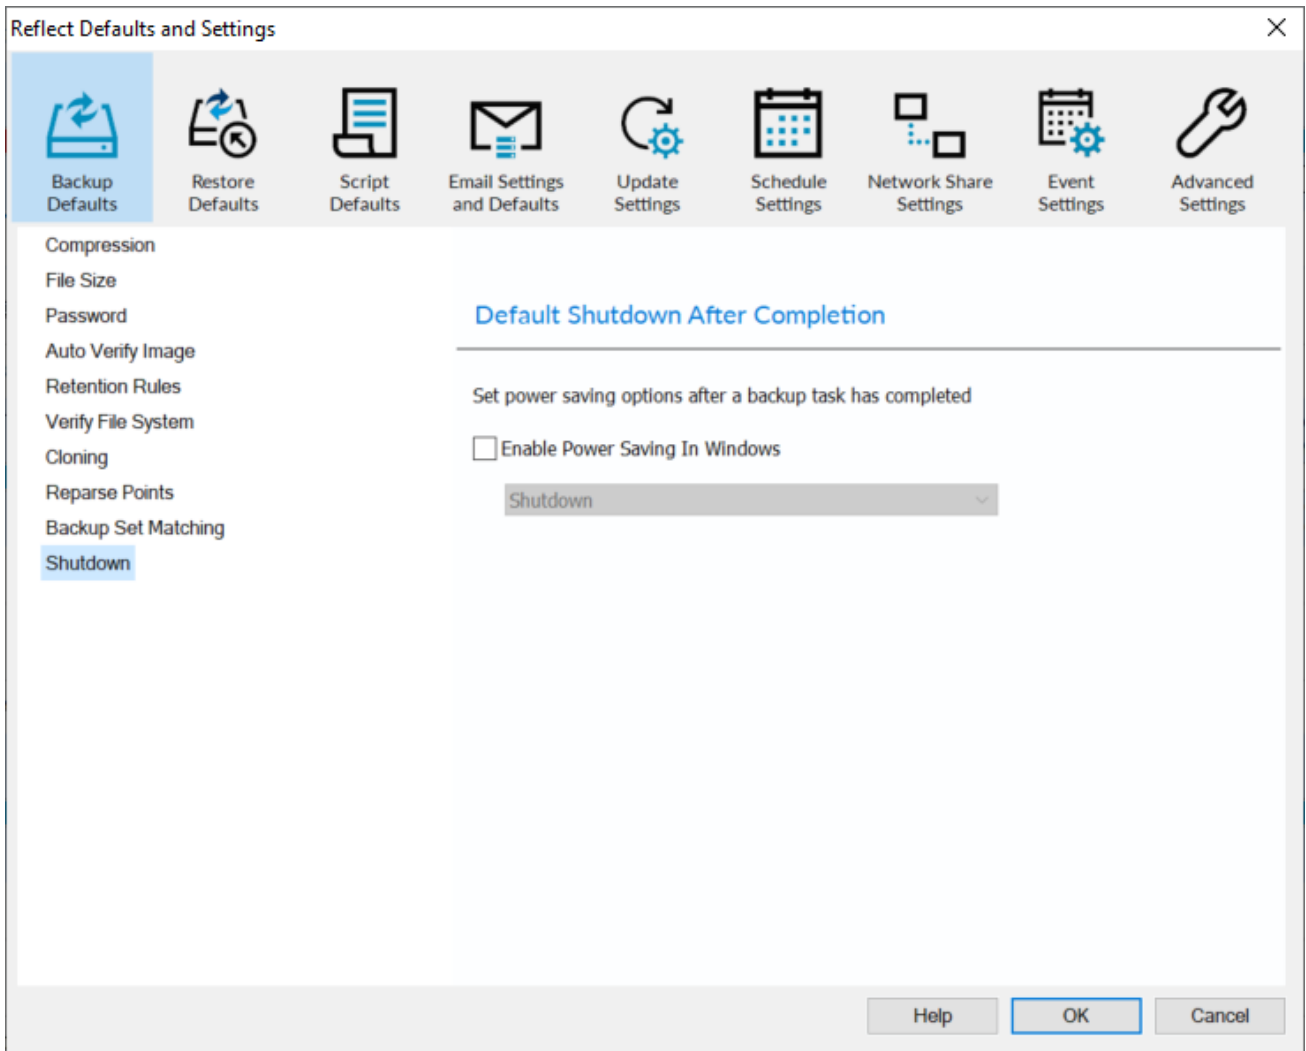 Reflect Defaults and Settings
Backup
Defaults
Restore
Defaults
Script
Defaults
Email Settings
and Defaults
Update
Settings
Schedule
Settings
Network Share
Settings
Event
Settings
Advanced
Settings
Compression
File Size
Password
Auto Verify Image
Retention Rules
Verify File System
Cloning
Reparse Points
Backup Set Matching
Shutdown
Default Shutdown After Completion
Set power saving options after a backup task has completed
Enable Power Saving In Windows
Shutdown
Help
OK
Cancel